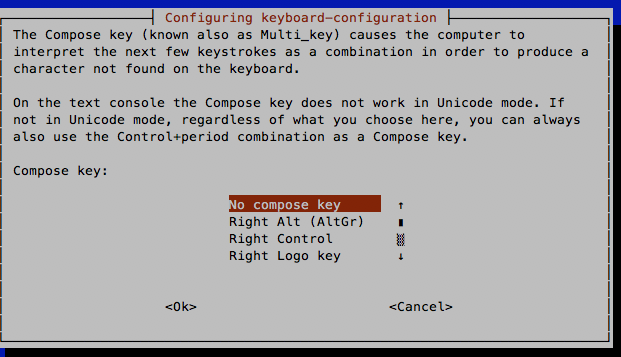 Configuring keyboard-configuration
The Compose key (known also as Multi_key) causes the computer to
interpret the next few keystrokes as a combination in order to produce a
character not found on the keyboard.
On the text console the Compose key does not work in Unicode mode. If
not in Unicode mode, regardless of what you choose here, you can always
also use the Control+period combination as a Compose key.
Compose key:
No compose key ↑
Right Alt (AltGr)
Right Control
Right Logo key ↓
<Ok> <Cancel>